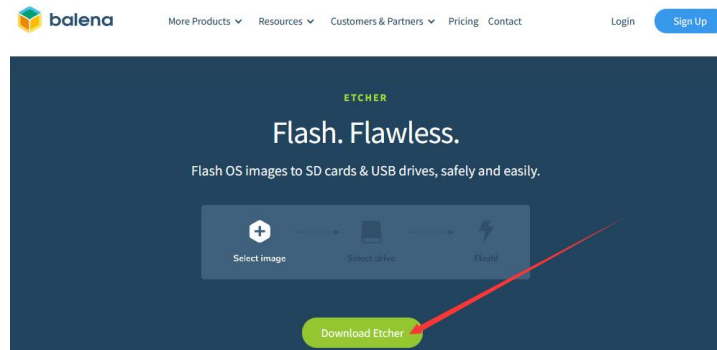 balena
More Products Resources Customers & Partners Pricing Contact Login Sign Up
ETCHER
Flash. Flawless.
Flash OS images to SD cards & USB drives, safely and easily.
Select image Select drive Flash!
Download Etcher